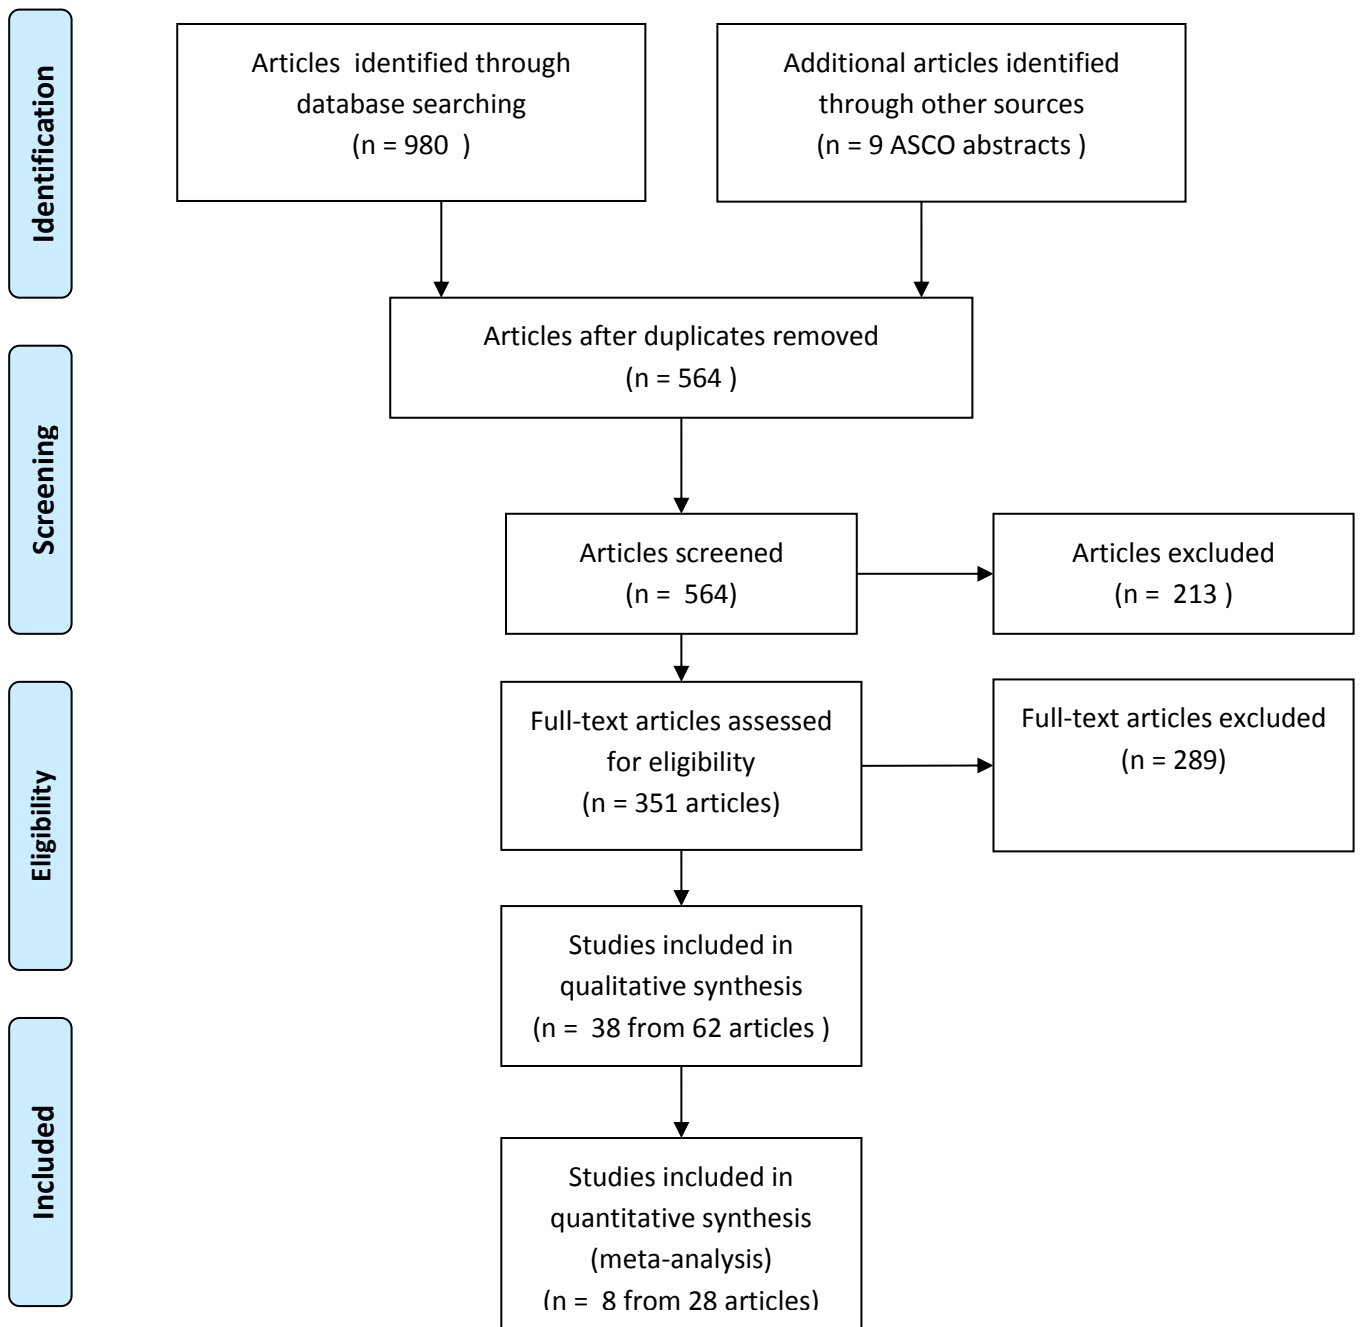 Identification
Articles identified through
database searching
(n = 980 )
Additional articles identified
through other sources
(n = 9 ASCO abstracts )
Articles after duplicates removed
(n = 564 )
Screening
Articles screened
(n = 564)
Articles excluded
(n = 213 )
Eligibility
Full-text articles assessed
for eligibility
(n = 351 articles)
Full-text articles excluded
(n = 289)
Studies included in
qualitative synthesis
(n = 38 from 62 articles )
Included
Studies included in
quantitative synthesis
(meta-analysis)
(n = 8 from 28 articles)